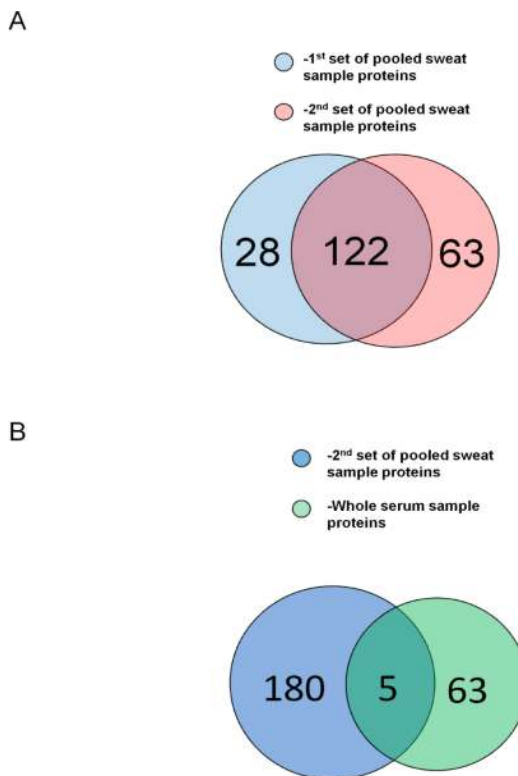 A
-1st set of pooled sweat
sample proteins
-2nd set of pooled sweat
sample proteins
28 122 63
B
-2nd set of pooled sweat
sample proteins
-Whole serum sample
proteins
180 5 63